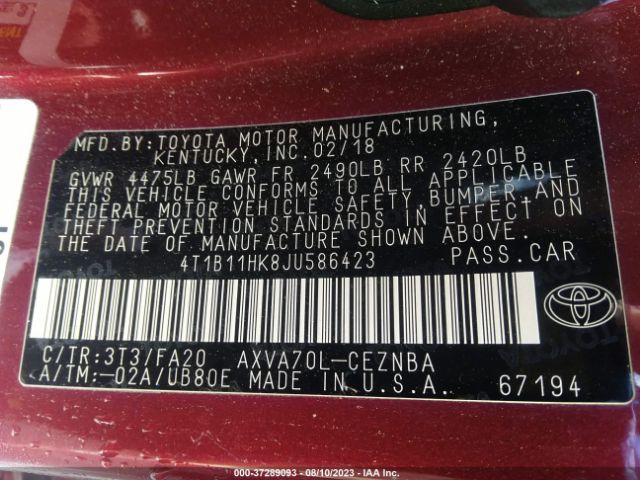 MFD.BY:TOYOTA MOTOR MANUFACTURING,
KENTUCKY,INC.02/18
GVWR 4475LB GAWR FR 2490LB RR 2420LB
THIS VEHICLE CONFORMS TO ALL APPLICABLE
FEDERAL MOTOR VEHICLE SAFETY,BUMPER,AND
THEFT PREVENTION STANDARDS IN EFFECT ON
THE DATE OF MANUFACTURE SHOWN ABOVE.
4T1B11HK8JU586423 PASS.CAR
C/TR:3T3/FA20 AXVA70L-CEZNBA
A/TM:-02A/UB80E MADE IN U.S.A. 67194
TOYOTA
000-37289093 - 08/10/2023 - IAA Inc.